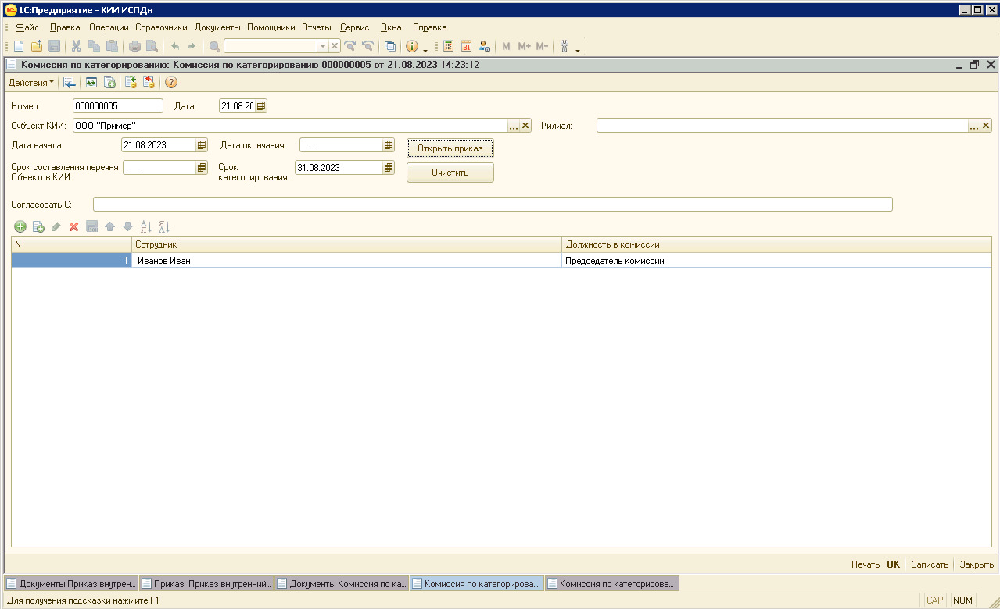 1С:Предприятие - КИИ ИСПДн
Файл Правка Операции Справочники Документы Помощники Отчеты Сервис Окна Справка
M M+ M-
Комиссия по категорированию: Комиссия по категорированию 000000005 от 21.08.2023 14:23:12
Действия
Номер: 000000005 Дата: 21.08.20
Субъект КИИ: ООО "Пример" ... Филиал: ...
Дата начала: 21.08.2023 Дата окончания: . . Открыть приказ
Срок составления перечня Объектов КИИ: . . Срок категорирования: 31.08.2023 Очистить
Согласовать С:
N Сотрудник Должность в комиссии
1 Иванов Иван Председатель комиссии
Печать OK Записать Закрыть
Документы Приказ внутрен... Приказ: Приказ внутренний... Документы Комиссия по ка... Комиссия по категорирова... Комиссия по категорирова...
Для получения подсказки нажмите F1 CAP NUM